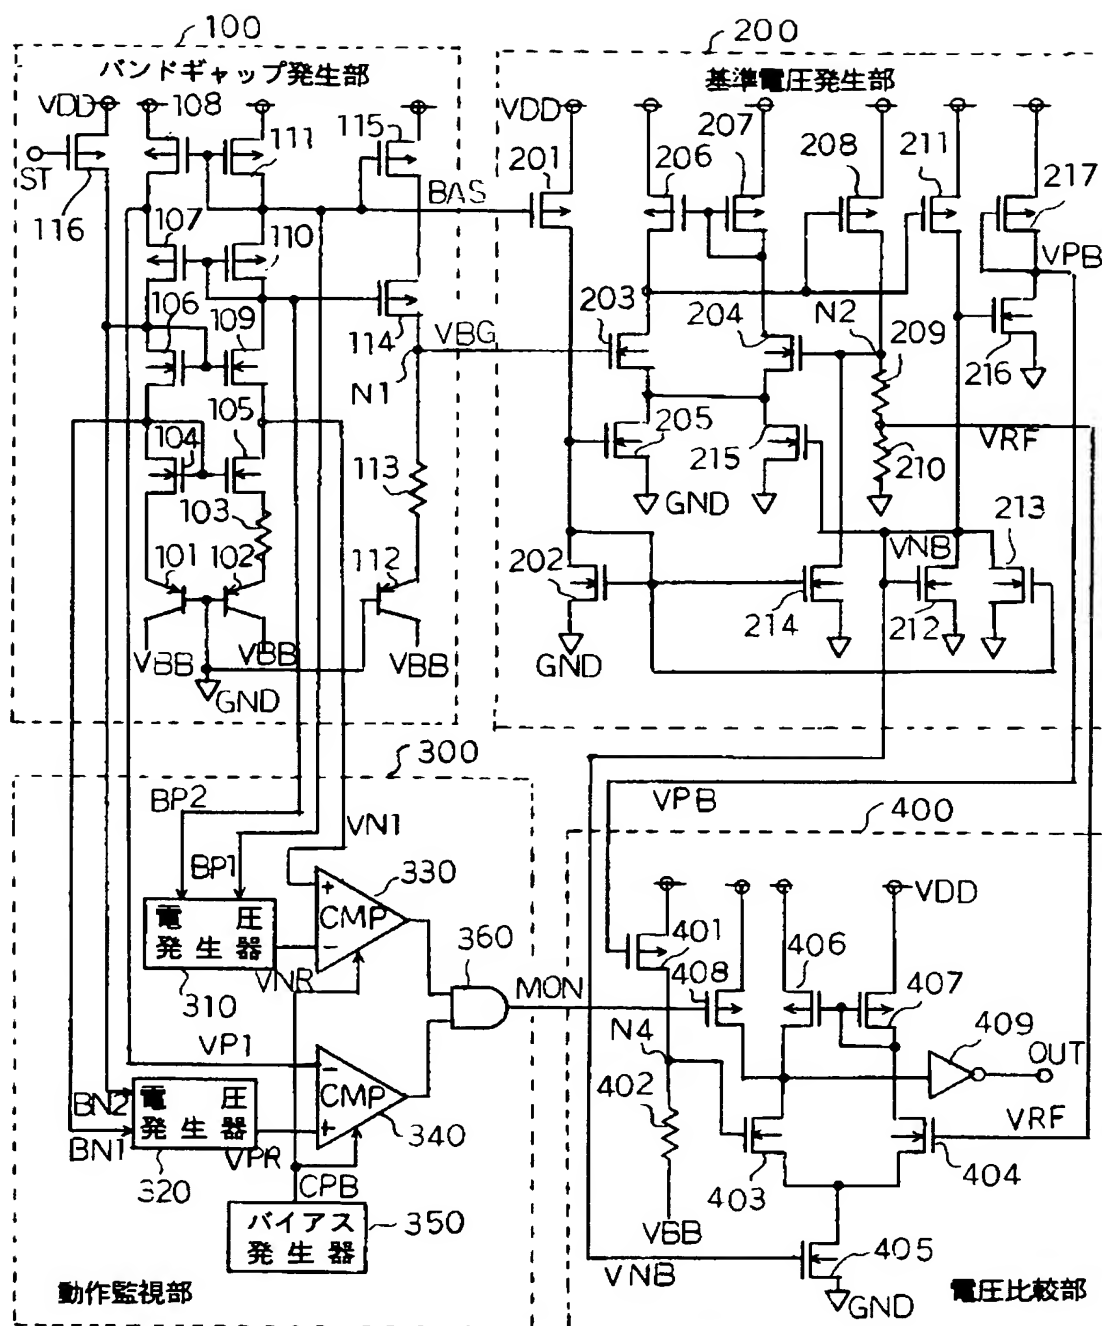 100
バンドギャップ発生部
VDD
108
111
115
ST
116
107
110
BAS
106
109
114
VBG
N1
105
104
103
113
101
102
112
VBB
VBB
VBB
GND
200
基準電圧発生部
VDD
201
206
207
208
211
217
VPB
203
204
N2
209
216
205
215
VRF
210
GND
213
VNB
202
214
212
GND
300
BP2
VN1
BP1
330
+
CMP
−
電圧
発生器
310
VNR
360
MON
VP1
−
CMP
+
340
BN2
BN1
電圧
発生器
320
VPR
CPB
バイアス
発生器
350
動作監視部
VPB
400
VDD
401
408
406
407
N4
409
OUT
402
VRF
403
404
VBB
VNB
405
GND
電圧比較部